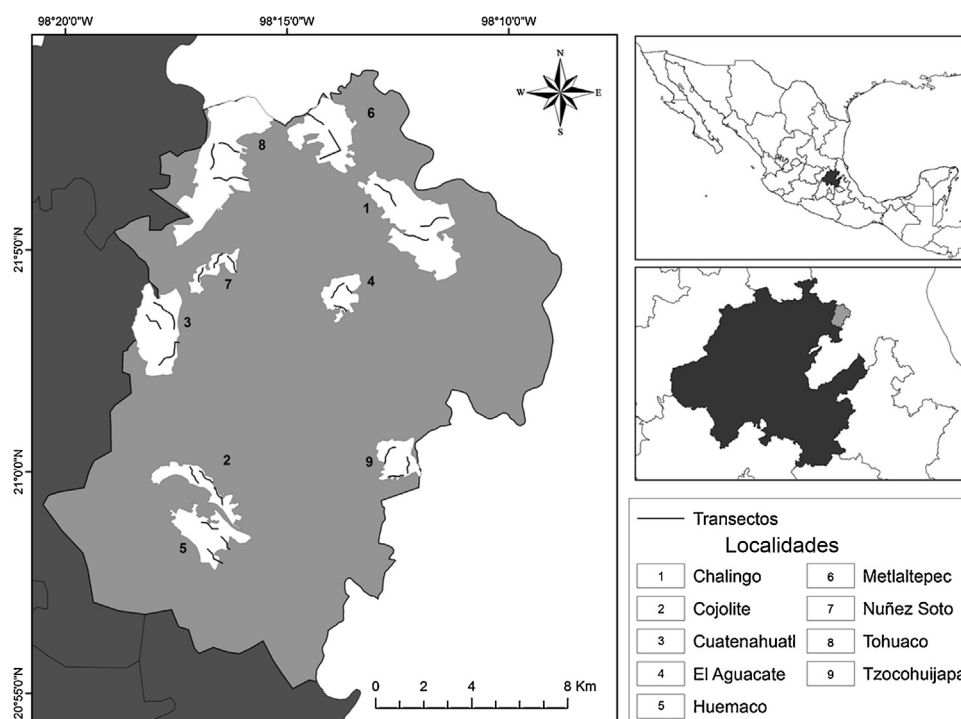 98°20'0"W 98°15'0"W 98°10'0"W
N
W E
S
6
8
1
21°5'0"N
4
7
3
21°0'0"N
2
9
5
20°55'0"N
0 2 4 8 Km
Transectos
Localidades
1 Chalingo
2 Cojolite
3 Cuatenahuatl
4 El Aguacate
5 Huemaco
6 Metlaltepec
7 Nuñez Soto
8 Tohuaco
9 Tzocohuijapa